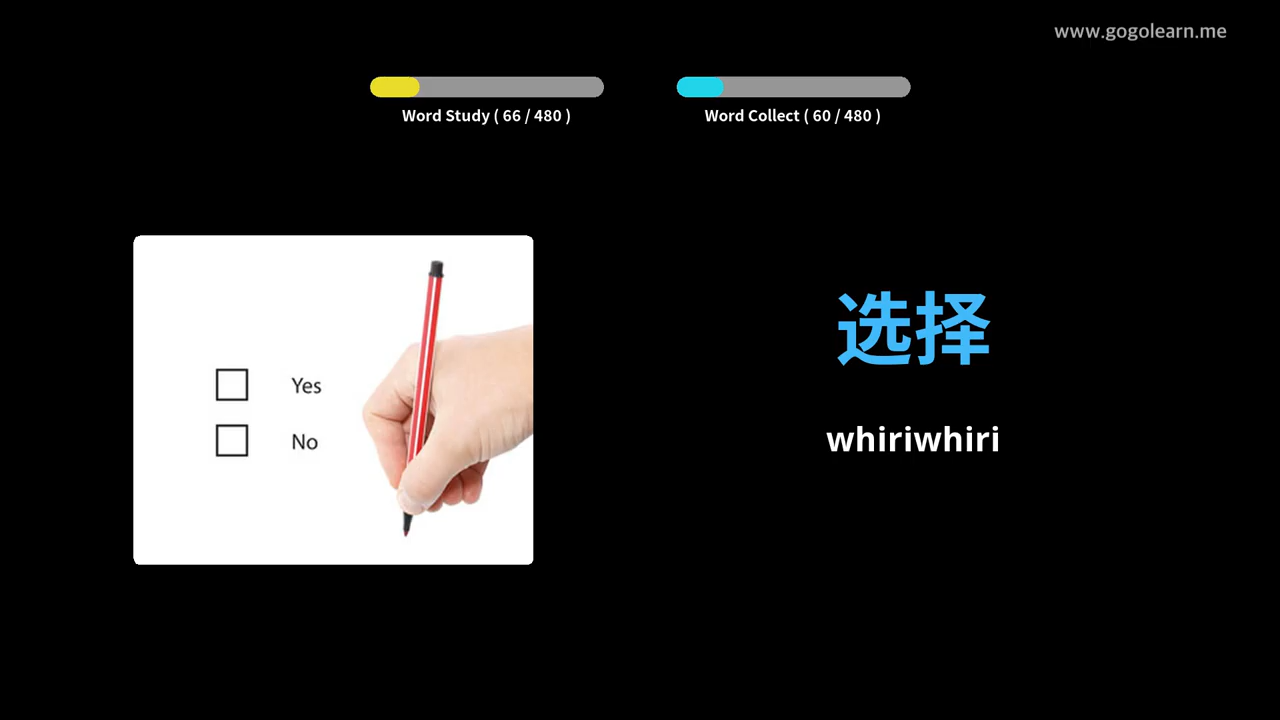 www.gogolearn.me
Word Study ( 66 / 480 )
Word Collect ( 60 / 480 )
Yes
No
选择
whiriwhiri